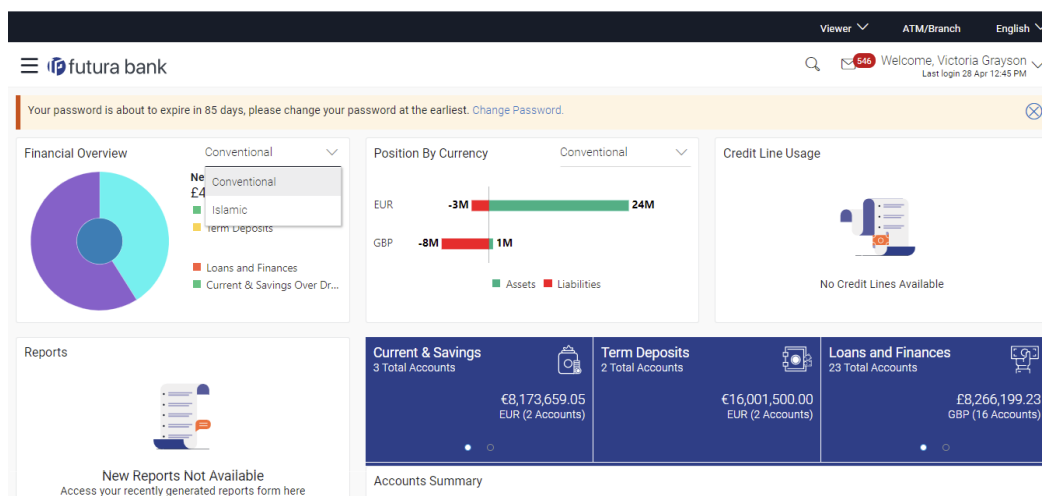 Viewer ATM/Branch English
futura bank
546 Welcome, Victoria Grayson
Last login 28 Apr 12:45 PM
Your password is about to expire in 85 days, please change your password at the earliest. Change Password.
Financial Overview Conventional
Conventional
Islamic
Term Deposits
Loans and Finances
Current & Savings Over Dr...
Position By Currency Conventional
EUR -3M 24M
GBP -8M 1M
Assets Liabilities
Credit Line Usage
No Credit Lines Available
Reports
New Reports Not Available
Access your recently generated reports form here
Current & Savings
3 Total Accounts
€8,173,659.05
EUR (2 Accounts)
Term Deposits
2 Total Accounts
€16,001,500.00
EUR (2 Accounts)
Loans and Finances
23 Total Accounts
£8,266,199.23
GBP (16 Accounts)
Accounts Summary